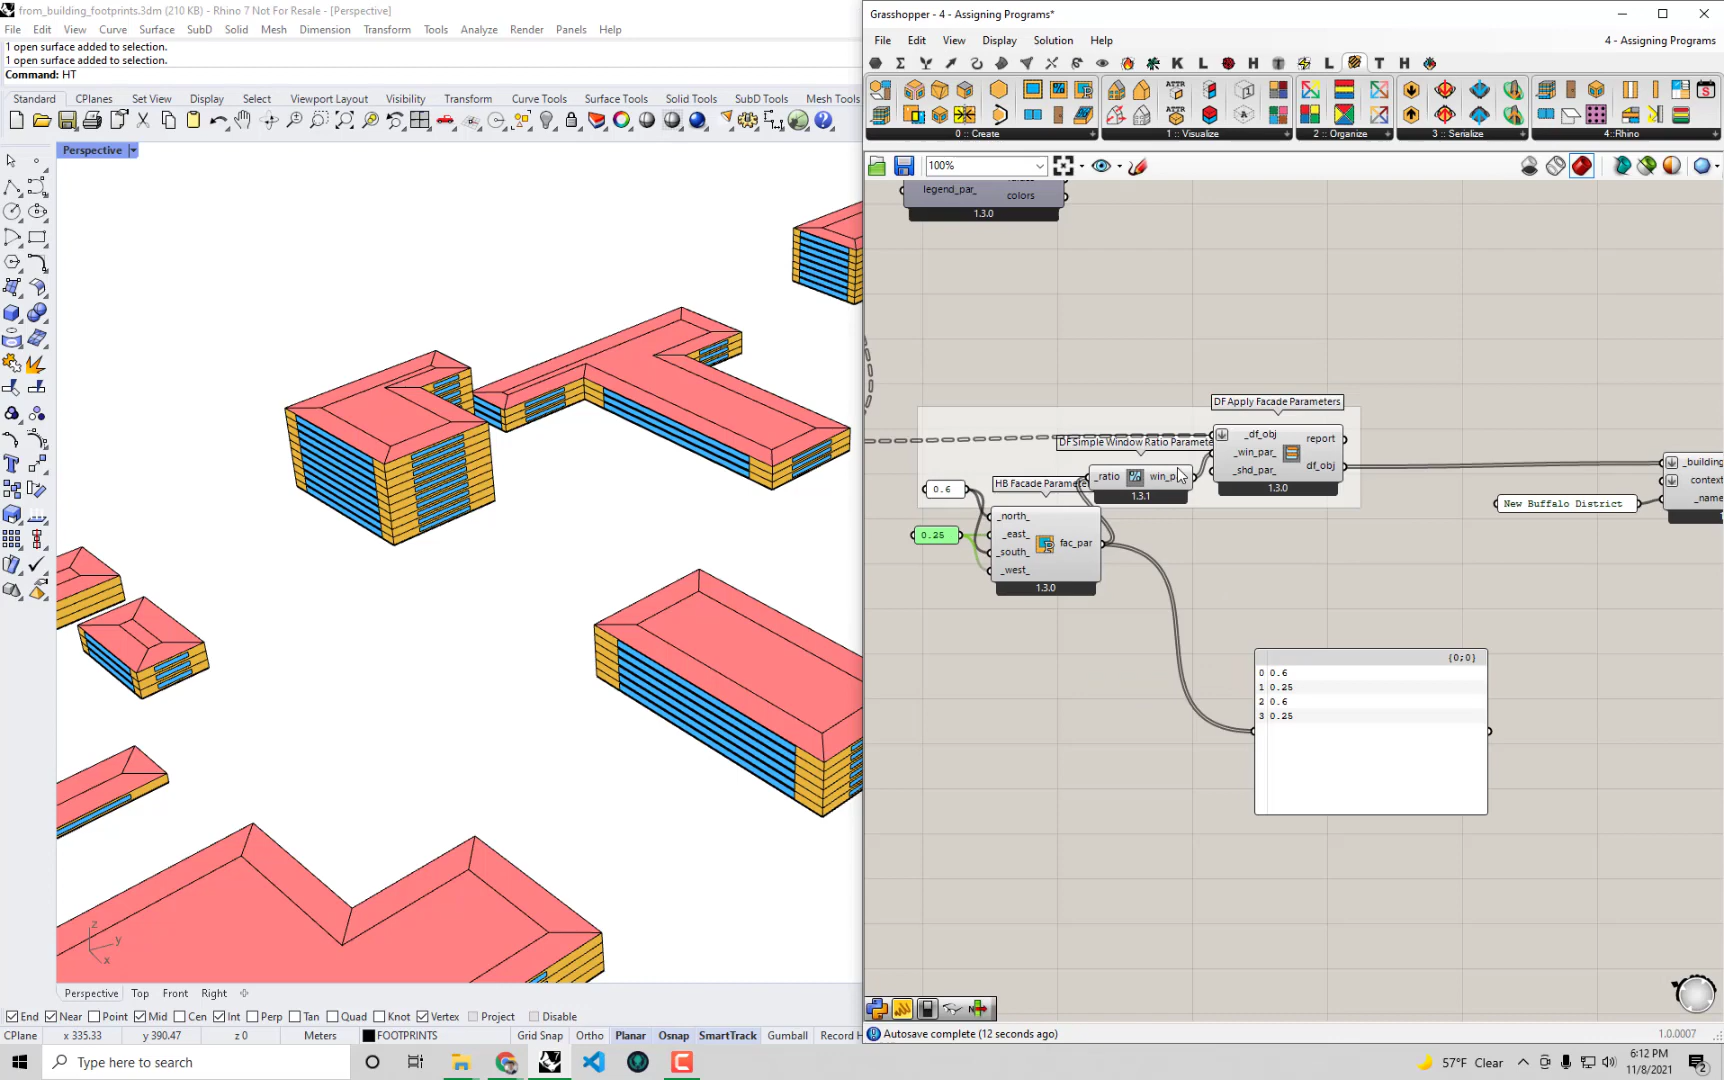 from_building_footprints.3dm (210 KB) - Rhino 7 Not For Resale - [Perspective]
File Edit View Curve Surface SubD Solid Mesh Dimension Transform Tools Analyze Render Panels Help
1 open surface added to selection.
1 open surface added to selection.
Command: HT
Standard CPlanes Set View Display Select Viewport Layout Visibility Transform Curve Tools Surface Tools Solid Tools SubD Tools Mesh Tools
Perspective
z
y
x
Perspective Top Front Right
End Near Point Mid Cen Int Perp Tan Quad Knot Vertex Project Disable
CPlane x 335.33 y 390.47 z 0 Meters FOOTPRINTS Grid Snap Ortho Planar Osnap SmartTrack Gumball Record H
Grasshopper - 4 - Assigning Programs*
File Edit View Display Solution Help
4 - Assigning Programs
K L H L T H
ATTR
ATTR
0 :: Create 1 :: Visualize 2 :: Organize 3 :: Serialize 4::Rhino
100%
legend_par_
colors
1.3.0
DF Apply Facade Parameters
_df_obj
report
DF Simple Window Ratio Paramete
_win_par_
df_obj
_shd_par_
1.3.0
_ratio
win_p
1.3.1
HB Facade Paramete
0.6
0.25
_north_
_east_
_south_
_west_
fac_par
1.3.0
New Buffalo District
_building
context
_name_
{0;0}
0 0.6
1 0.25
2 0.6
3 0.25
Autosave complete (12 seconds ago)
1.0.0007
Type here to search
57°F Clear
6:12 PM
11/8/2021
2